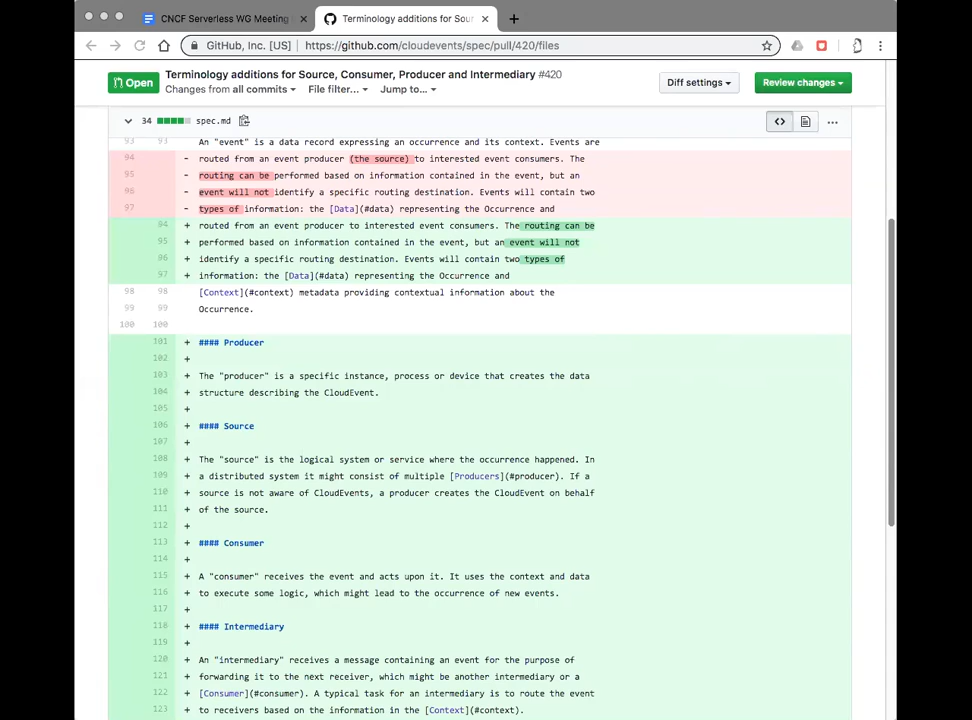 CNCF Serverless WG Meeting
Terminology additions for Sour
GitHub, Inc. [US] https://github.com/cloudevents/spec/pull/420/files
Open
Terminology additions for Source, Consumer, Producer and Intermediary #420
Changes from all commits File filter... Jump to...
Diff settings
Review changes
34 spec.md
93 93 An "event" is a data record expressing an occurrence and its context. Events are
94 - routed from an event producer (the source) to interested event consumers. The
95 - routing can be performed based on information contained in the event, but an
96 - event will not identify a specific routing destination. Events will contain two
97 - types of information: the [Data](#data) representing the Occurrence and
94 + routed from an event producer to interested event consumers. The routing can be
95 + performed based on information contained in the event, but an event will not
96 + identify a specific routing destination. Events will contain two types of
97 + information: the [Data](#data) representing the Occurrence and
98 98 [Context](#context) metadata providing contextual information about the
99 99 Occurrence.
100 100
101 + #### Producer
102 +
103 + The "producer" is a specific instance, process or device that creates the data
104 + structure describing the CloudEvent.
105 +
106 + #### Source
107 +
108 + The "source" is the logical system or service where the occurrence happened. In
109 + a distributed system it might consist of multiple [Producers](#producer). If a
110 + source is not aware of CloudEvents, a producer creates the CloudEvent on behalf
111 + of the source.
112 +
113 + #### Consumer
114 +
115 + A "consumer" receives the event and acts upon it. It uses the context and data
116 + to execute some logic, which might lead to the occurrence of new events.
117 +
118 + #### Intermediary
119 +
120 + An "intermediary" receives a message containing an event for the purpose of
121 + forwarding it to the next receiver, which might be another intermediary or a
122 + [Consumer](#consumer). A typical task for an intermediary is to route the event
123 + to receivers based on the information in the [Context](#context).